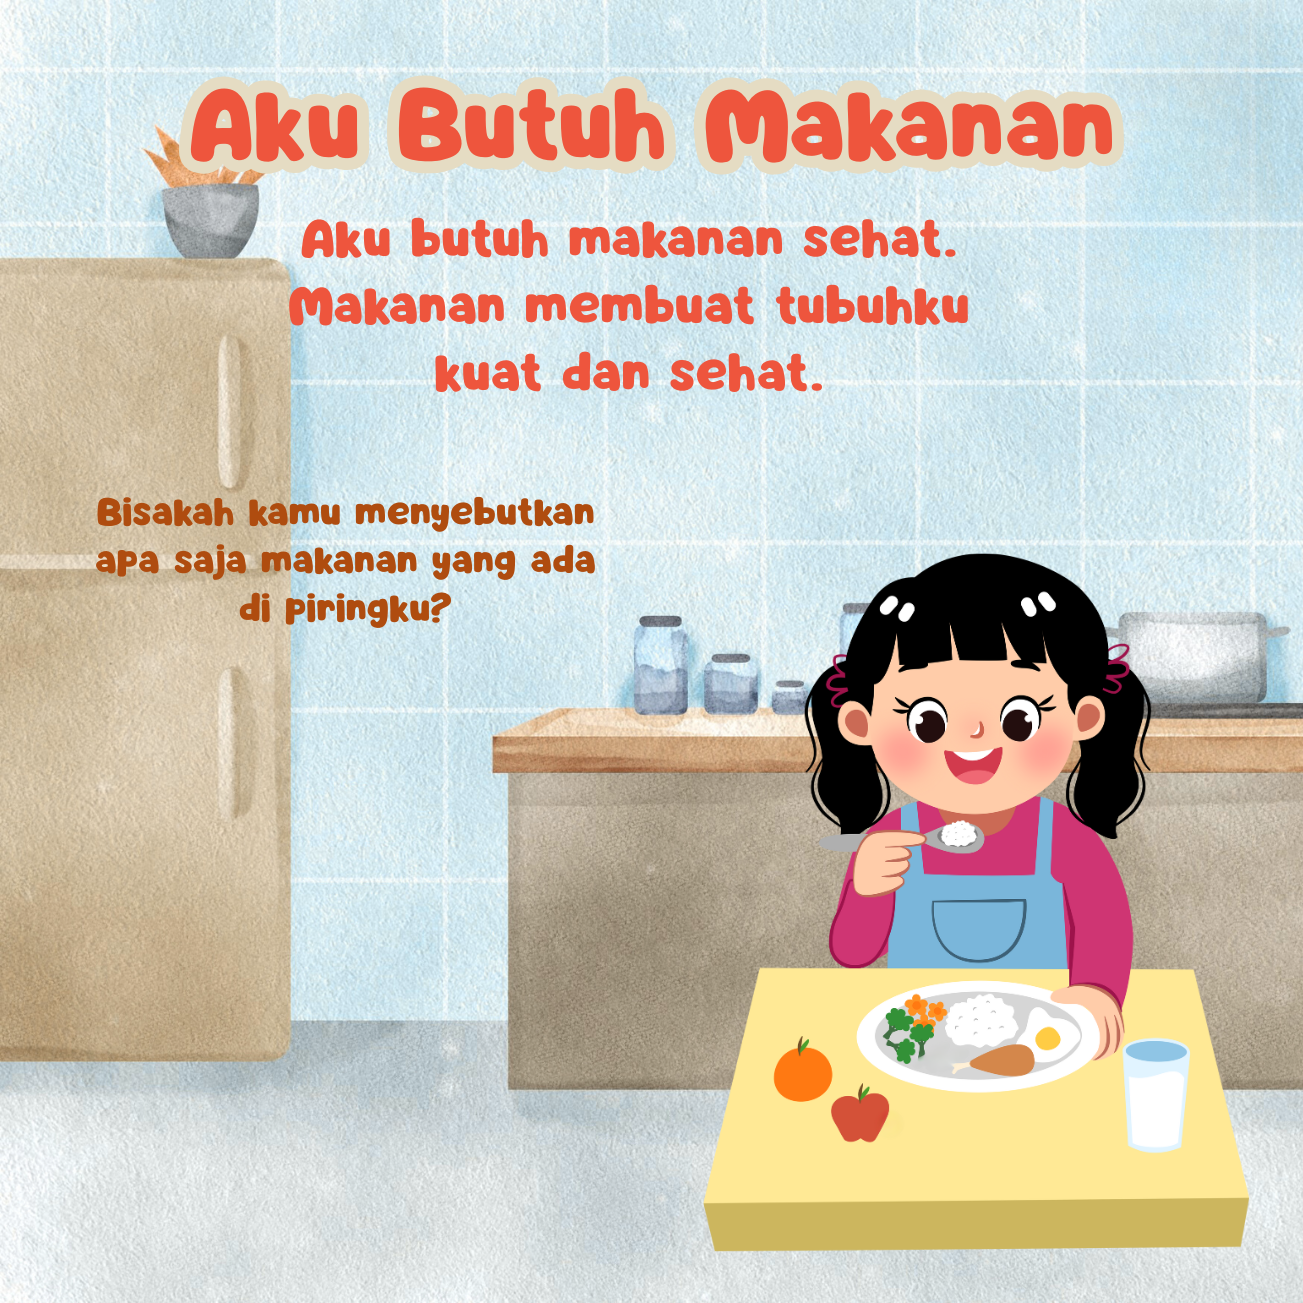 Aku Butuh Makanan
Aku butuh makanan sehat.
Makanan membuat tubuhku
kuat dan sehat.
Bisakah kamu menyebutkan
apa saja makanan yang ada
di piringku?